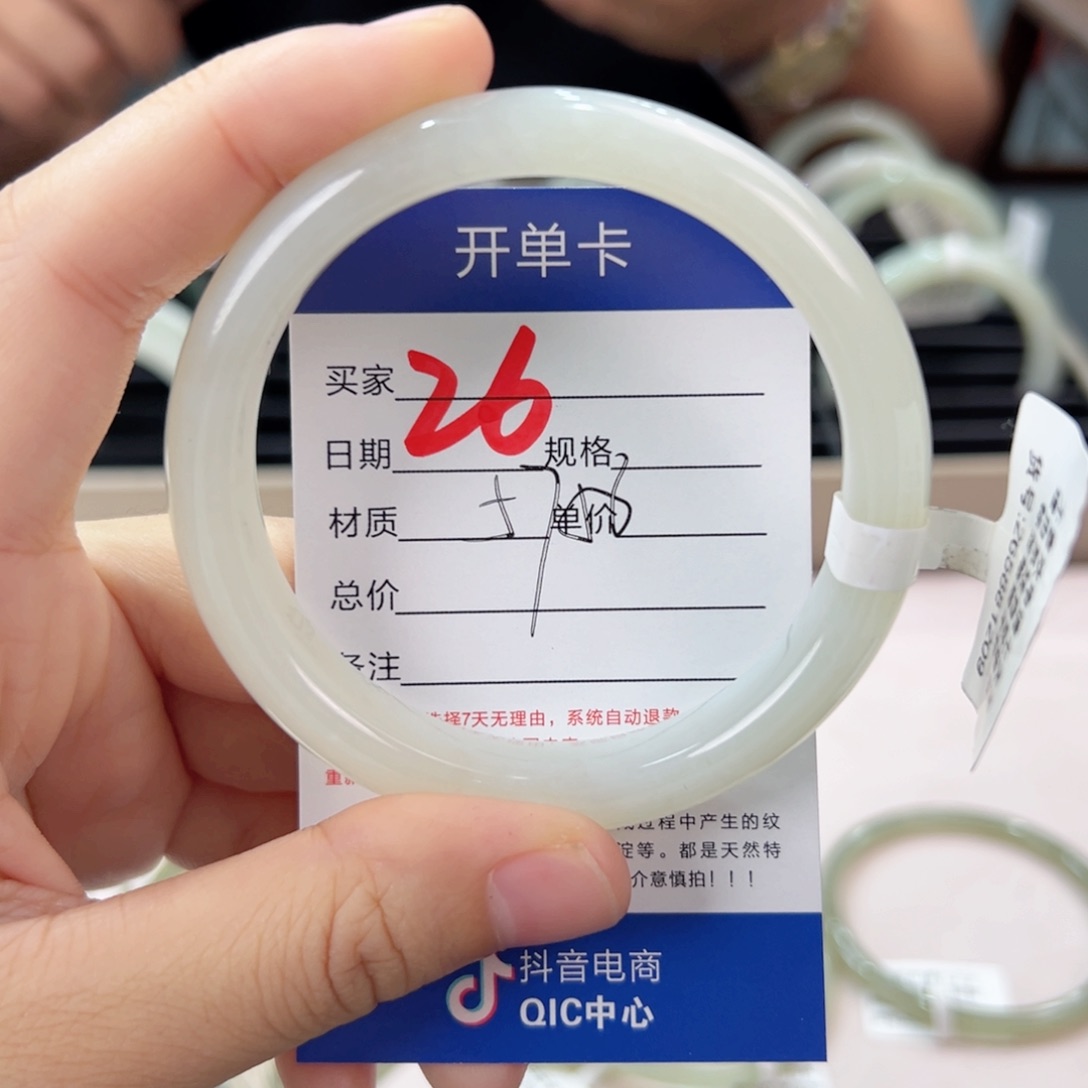 开单卡
买家
26
日期 规格
材质 单价
总价
注
择7天无理由，系统自动退款
重
过程中产生的纹
淀等。都是天然特
介意慎拍！！！
抖音电商
QIC中心